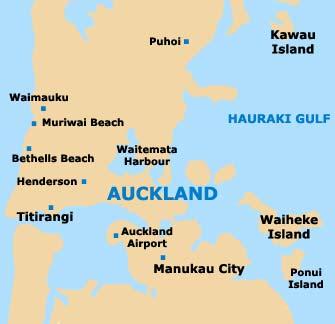 Puhoi
Kawau
Island
Waimauku
Muriwai Beach
HAURAKI GULF
Bethells Beach
Waitemata
Harbour
Henderson
AUCKLAND
Titirangi
Waiheke
Island
Auckland
Airport
Manukau City
Ponui
Island